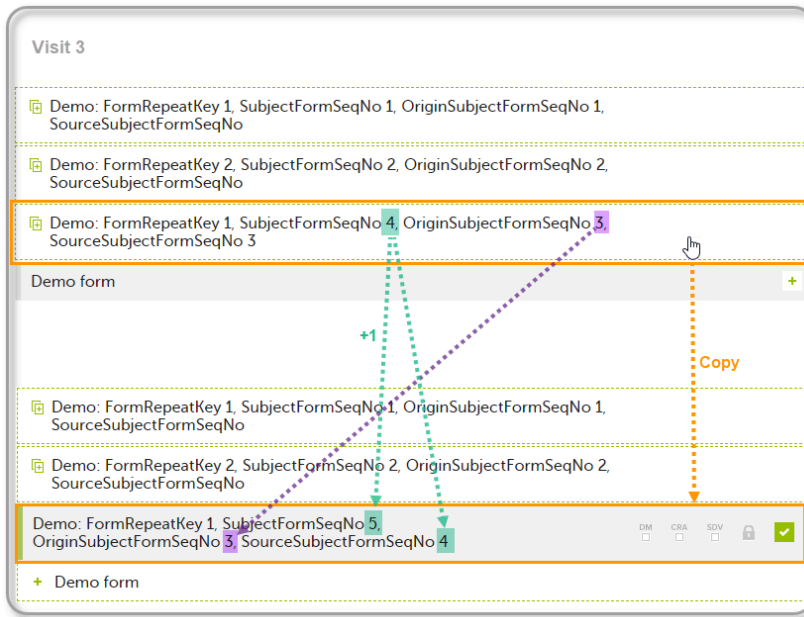 Visit 3
Demo: FormRepeatKey 1, SubjectFormSeqNo 1, OriginSubjectFormSeqNo 1,
SourceSubjectFormSeqNo
Demo: FormRepeatKey 2, SubjectFormSeqNo 2, OriginSubjectFormSeqNo 2,
SourceSubjectFormSeqNo
Demo: FormRepeatKey 1, SubjectFormSeqNo 4, OriginSubjectFormSeqNo 3,
SourceSubjectFormSeqNo 3
Demo form
+1
Copy
Demo: FormRepeatKey 1, SubjectFormSeqNo 1, OriginSubjectFormSeqNo 1,
SourceSubjectFormSeqNo
Demo: FormRepeatKey 2, SubjectFormSeqNo 2, OriginSubjectFormSeqNo 2,
SourceSubjectFormSeqNo
Demo: FormRepeatKey 1, SubjectFormSeqNo 5,
OriginSubjectFormSeqNo 3, SourceSubjectFormSeqNo 4
DM CRA SDV
+ Demo form